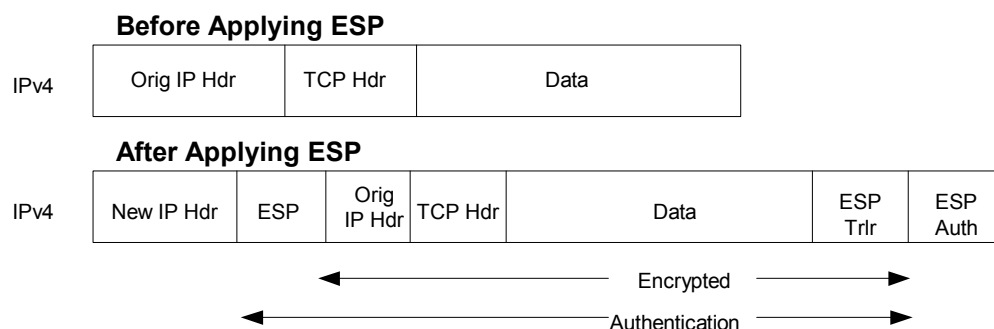 Before Applying ESP
IPv4 Orig IP Hdr TCP Hdr Data
After Applying ESP
IPv4 New IP Hdr ESP Orig IP Hdr TCP Hdr Data ESP Trlr ESP Auth
Encrypted
Authentication